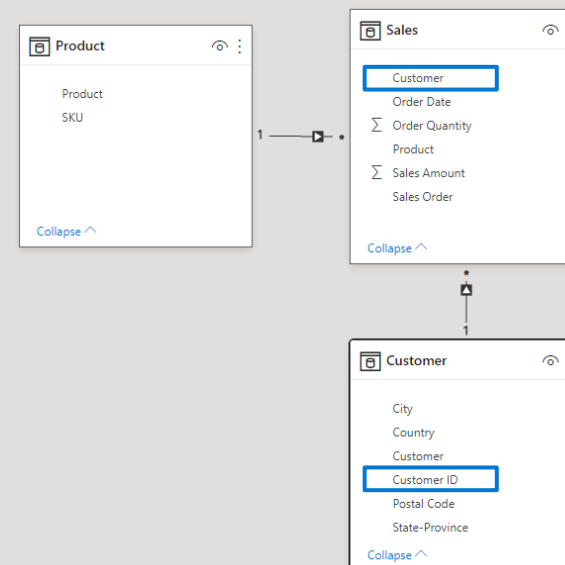 Product
Product
SKU
Collapse
1
*
Sales
Customer
Order Date
Σ Order Quantity
Product
Σ Sales Amount
Sales Order
Collapse
*
1
Customer
City
Country
Customer
Customer ID
Postal Code
State-Province
Collapse